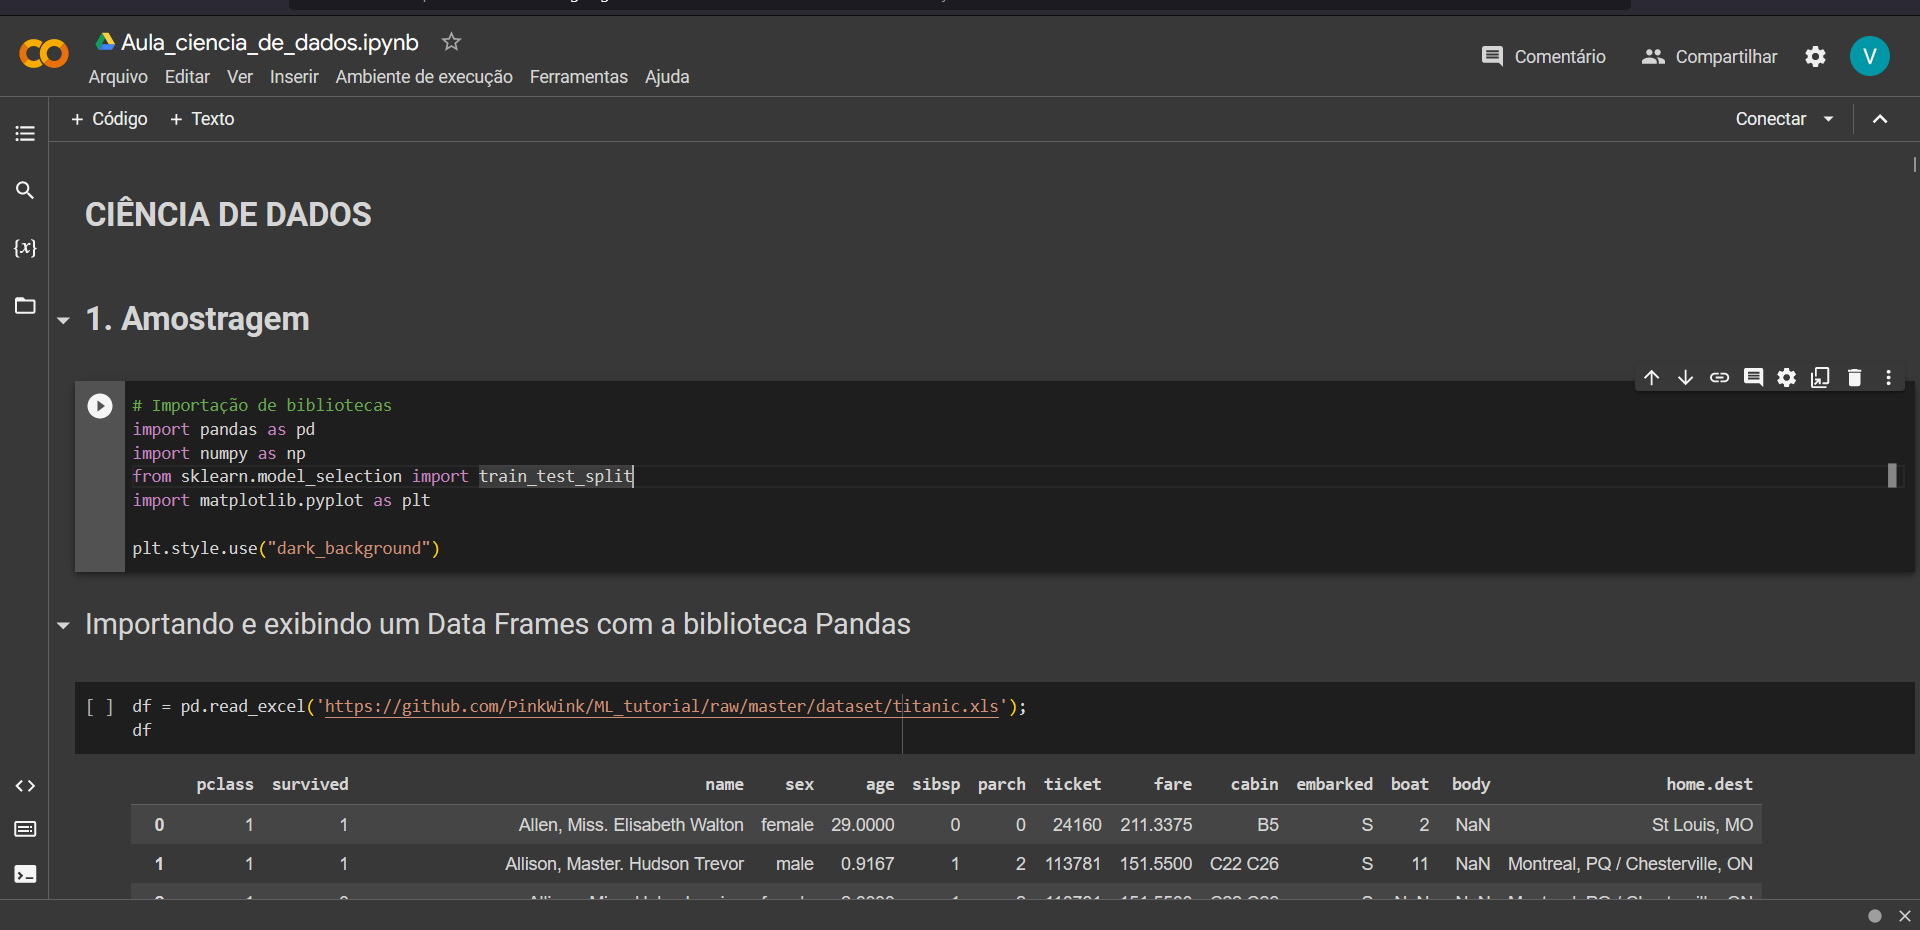 Aula_ciencia_de_dados.ipynb
Arquivo Editar Ver Inserir Ambiente de execução Ferramentas Ajuda
Comentário
Compartilhar
V
+ Código + Texto
Conectar
{x}
CIÊNCIA DE DADOS
1. Amostragem
# Importação de bibliotecas
import pandas as pd
import numpy as np
from sklearn.model_selection import train_test_split
import matplotlib.pyplot as plt
plt.style.use("dark_background")
Importando e exibindo um Data Frames com a biblioteca Pandas
[ ] df = pd.read_excel('https://github.com/PinkWink/ML_tutorial/raw/master/dataset/titanic.xls');
df
pclass survived name sex age sibsp parch ticket fare cabin embarked boat body home.dest
0 1 1 Allen, Miss. Elisabeth Walton female 29.0000 0 0 24160 211.3375 B5 S 2 NaN St Louis, MO
1 1 1 Allison, Master. Hudson Trevor male 0.9167 1 2 113781 151.5500 C22 C26 S 11 NaN Montreal, PQ / Chesterville, ON